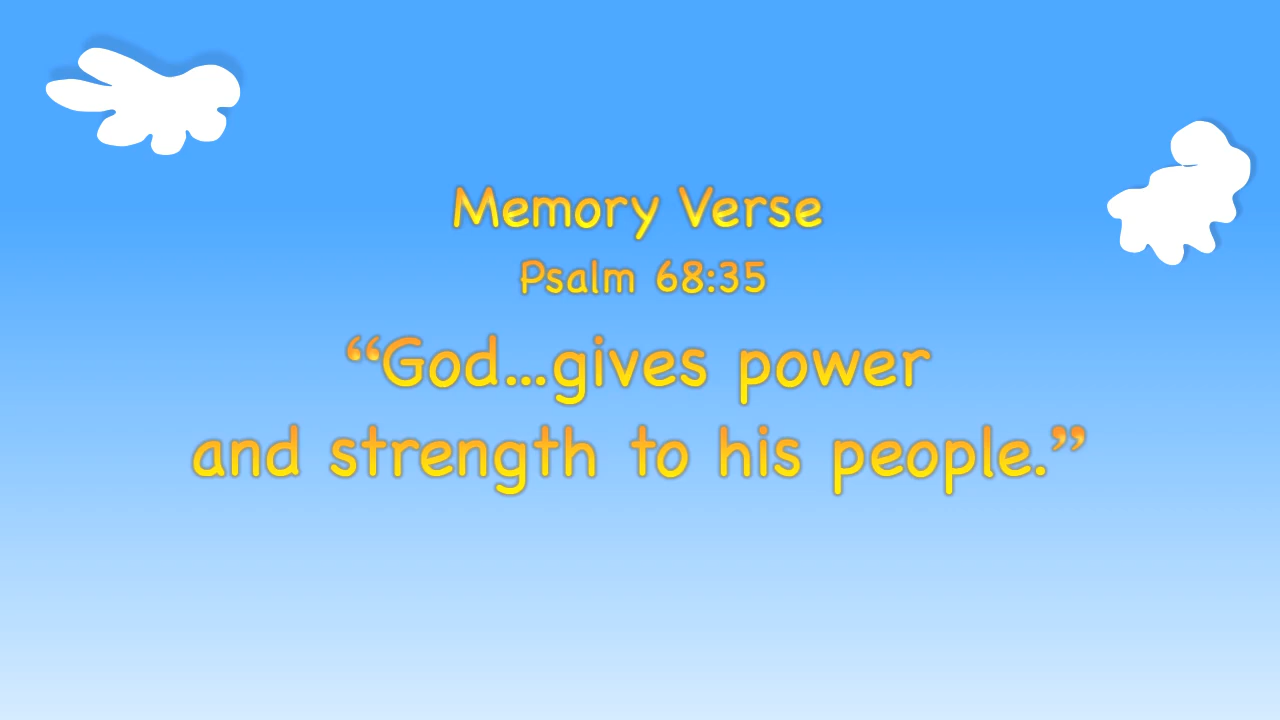 Memory Verse
Psalm 68:35
“God...gives power
and strength to his people.”